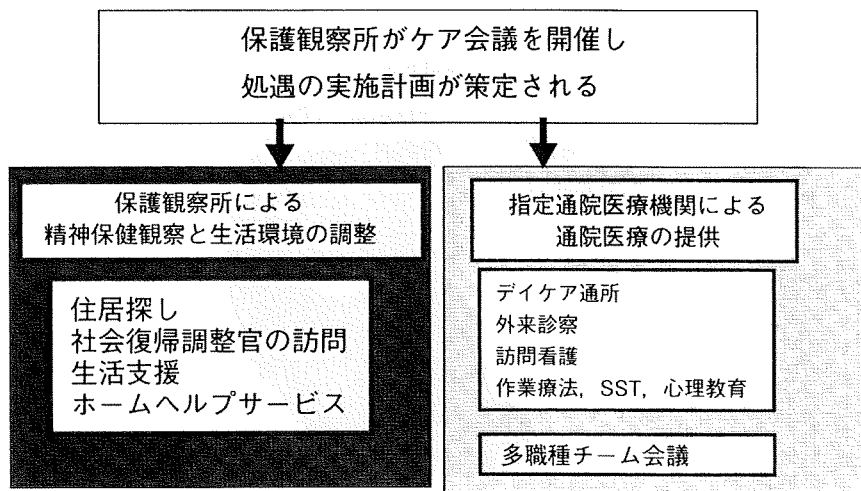 保護観察所がケア会議を開催し
処遇の実施計画が策定される
保護観察所による
精神保健観察と生活環境の調整
住居探し
社会復帰調整官の訪問
生活支援
ホームヘルプサービス
指定通院医療機関による
通院医療の提供
デイケア通所
外来診察
訪問看護
作業療法，SST，心理教育
多職種チーム会議